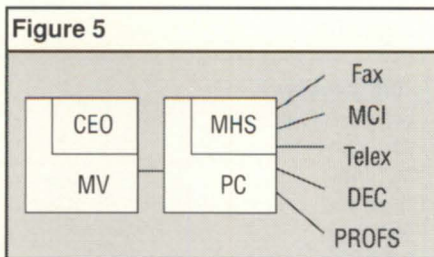 Figure 5
CEO
MV
MHS
PC
Fax
MCI
Telex
DEC
PROFS